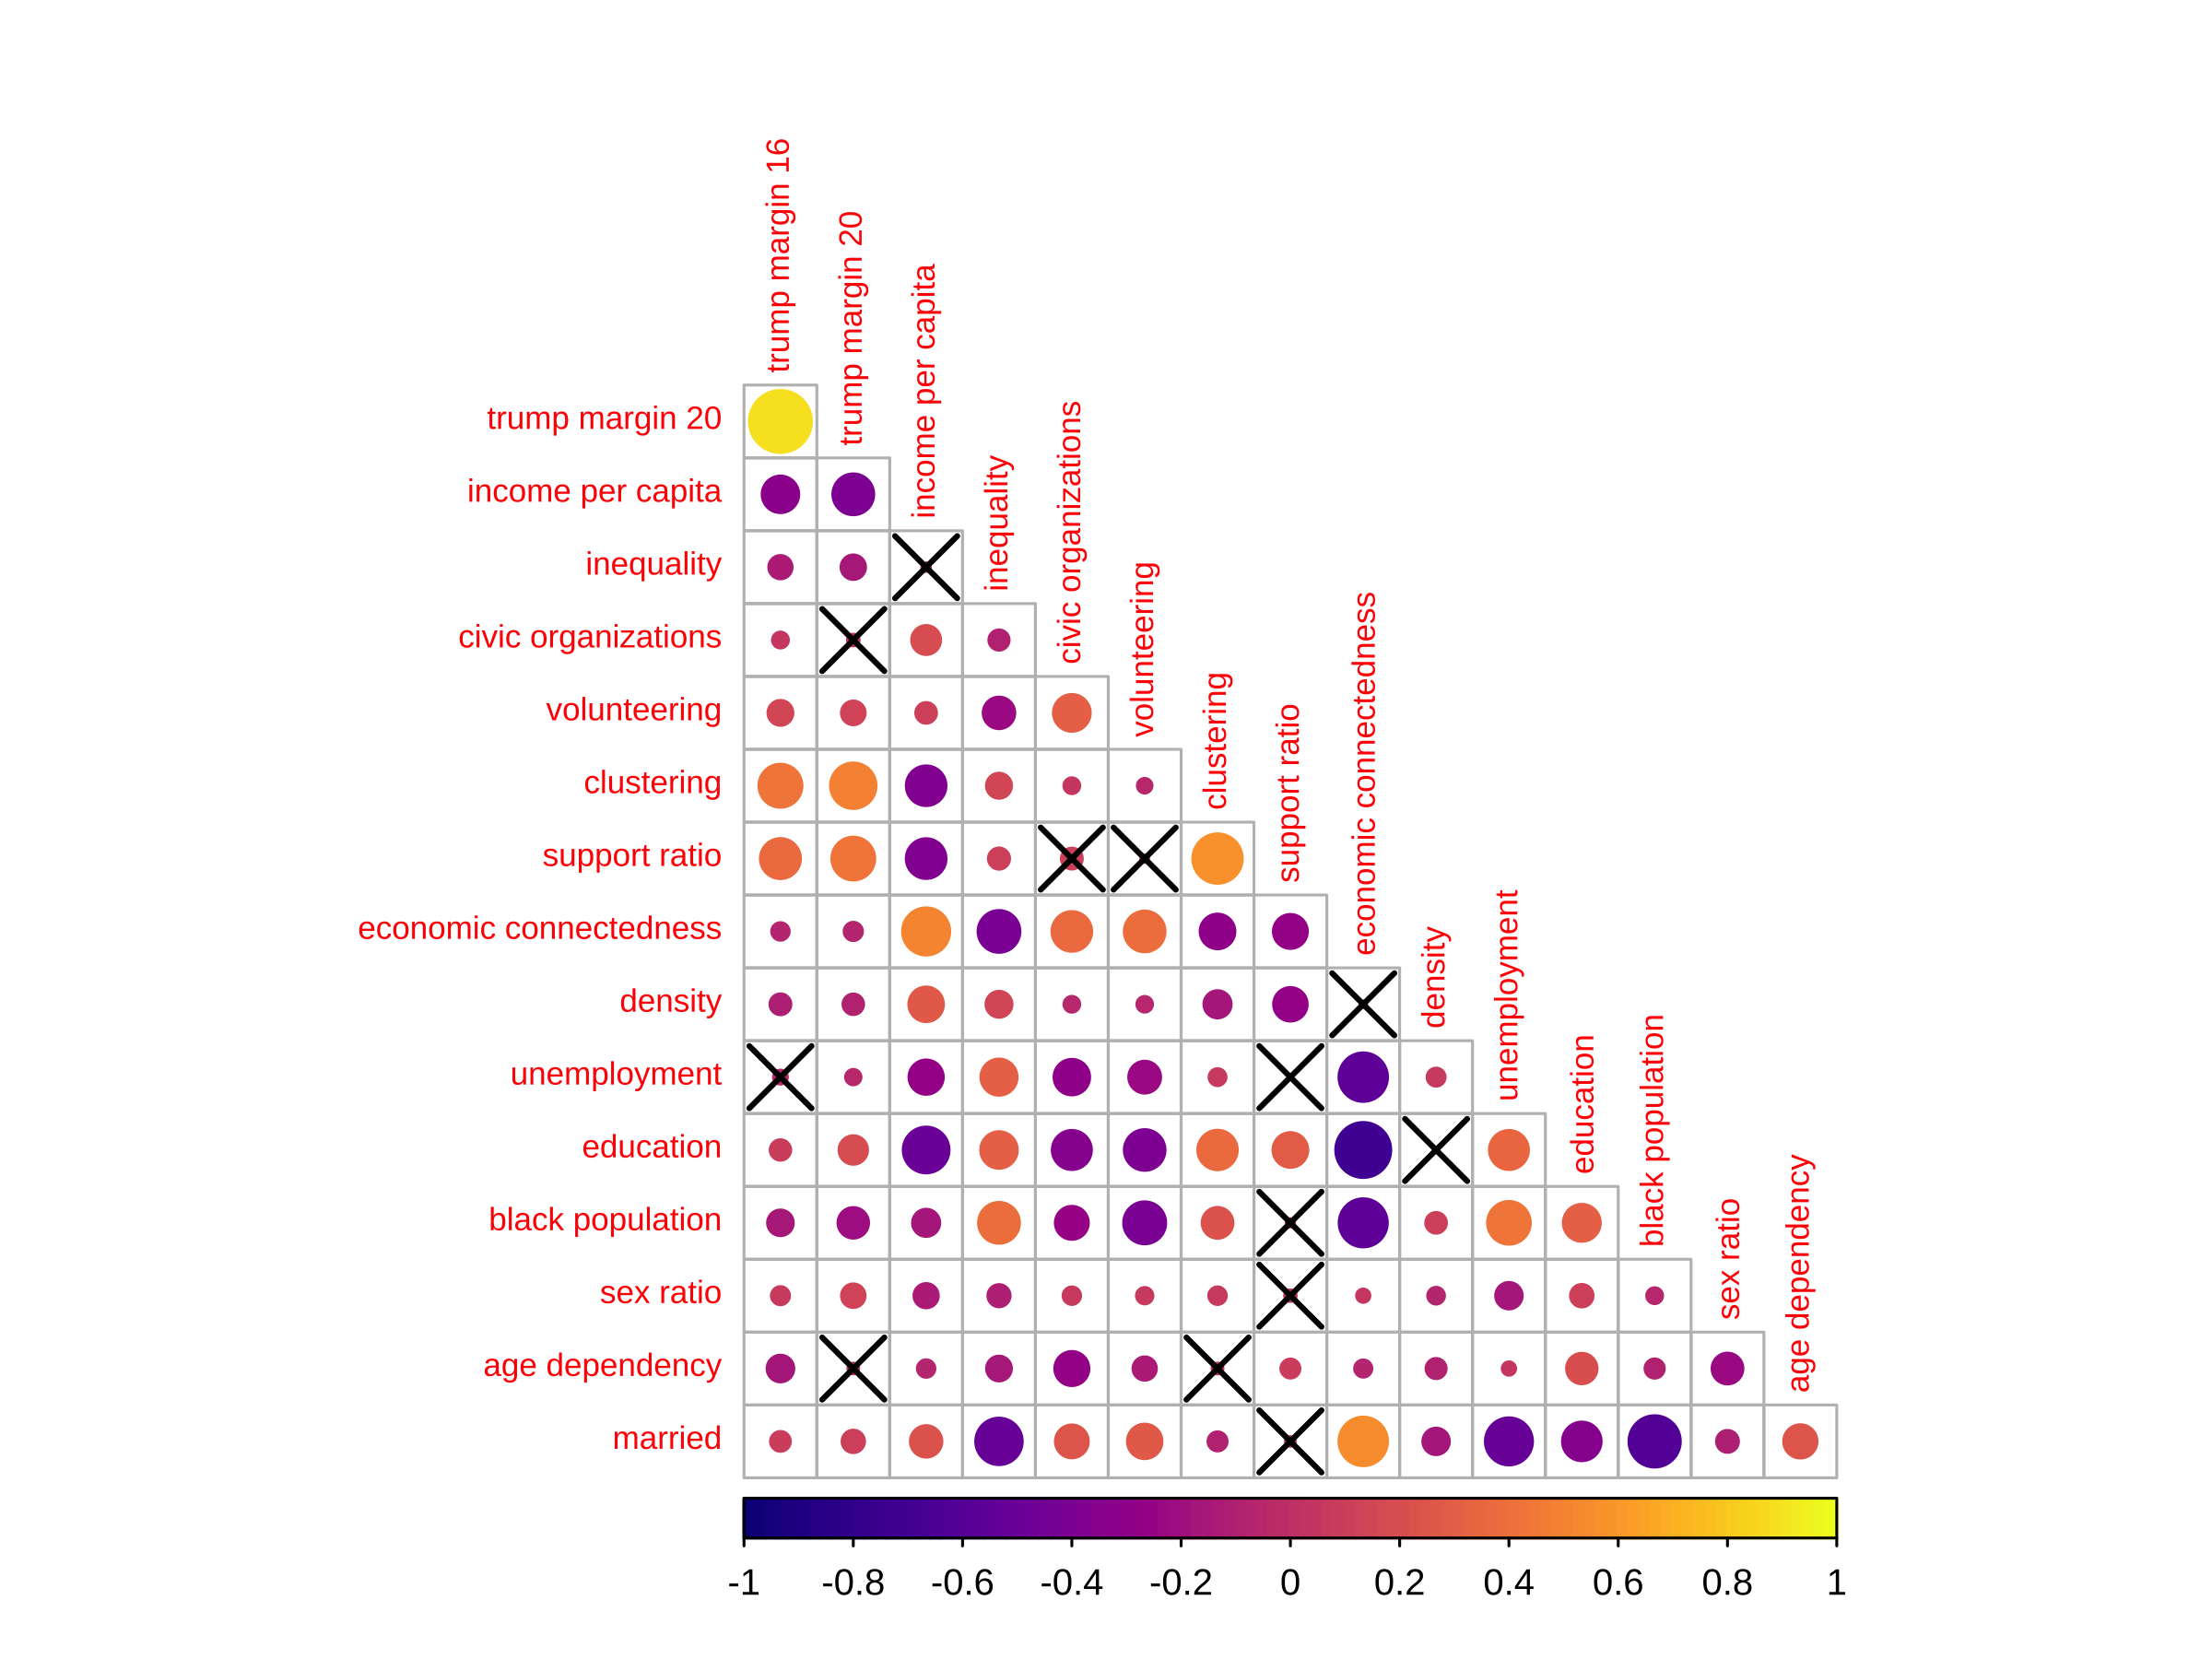 trump margin 16
trump margin 20
income per capita
inequality
civic organizations
volunteering
clustering
support ratio
economic connectedness
density
unemployment
education
black population
sex ratio
age dependency
trump margin 20
income per capita
inequality
civic organizations
volunteering
clustering
support ratio
economic connectedness
density
unemployment
education
black population
sex ratio
age dependency
married
-1 -0.8 -0.6 -0.4 -0.2 0 0.2 0.4 0.6 0.8 1